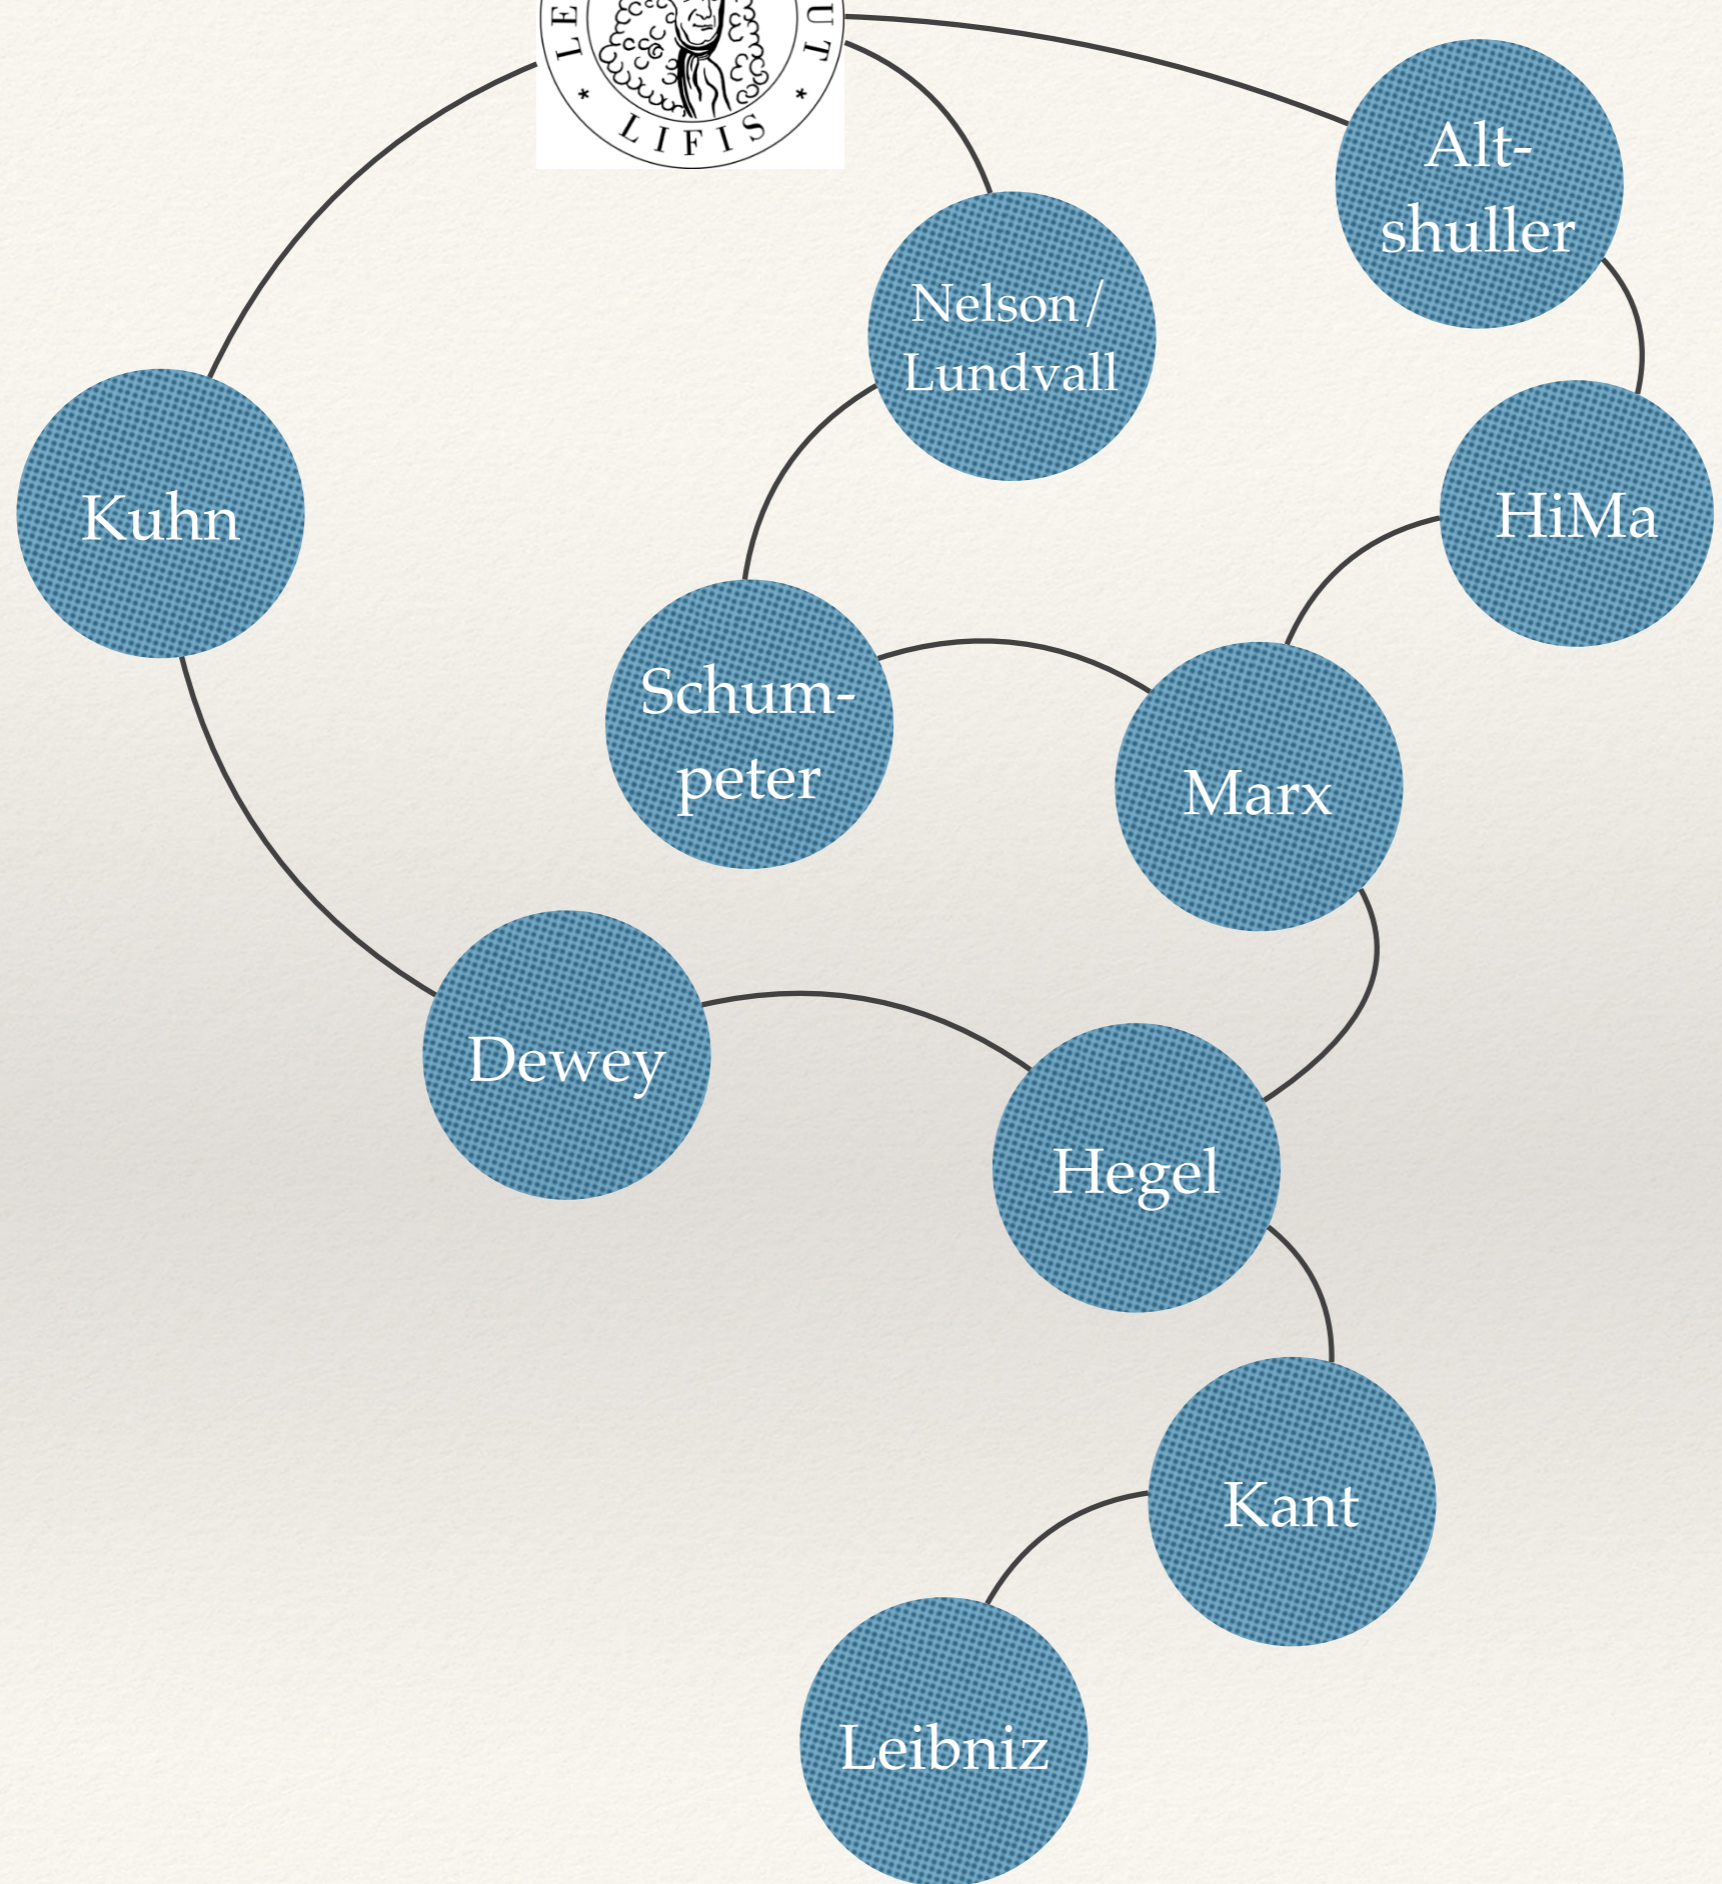 LE
UT
* LIFIS *
Alt-
shuller
Nelson/
Lundvall
Kuhn
HiMa
Schum-
peter
Marx
Dewey
Hegel
Kant
Leibniz